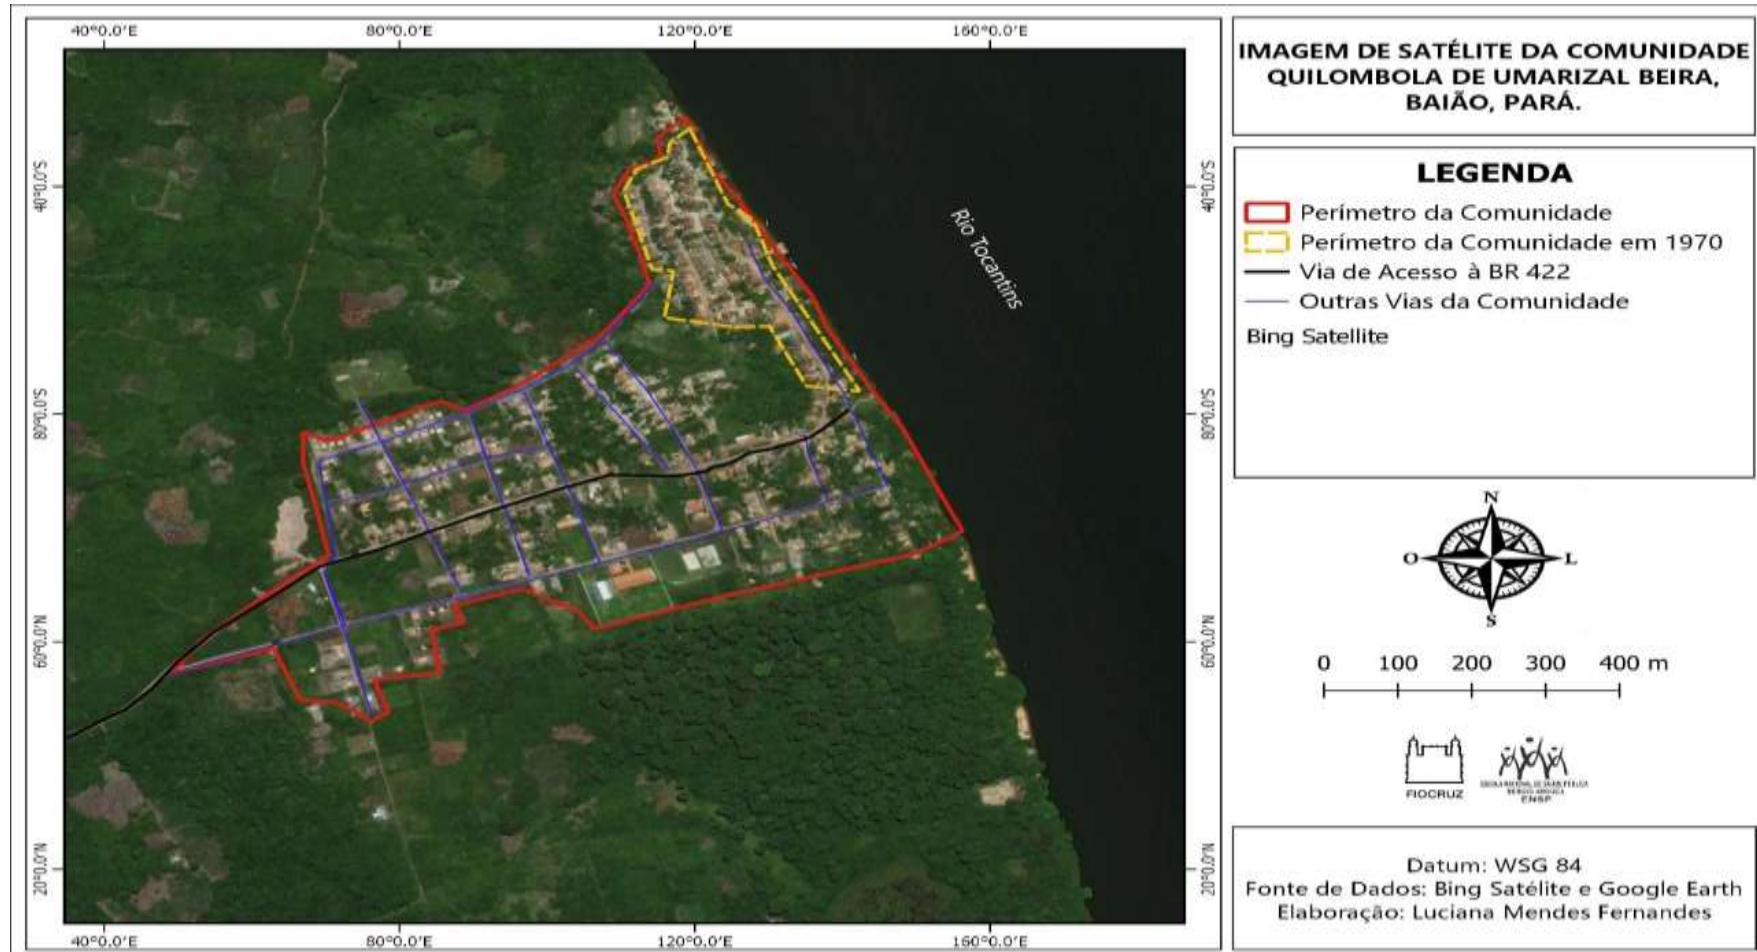 40°0.0'E 80°0.0'E 120°0.0'E 160°0.0'E
40°0.0'S
80°0.0'S
60°0.0'N
20°0.0'N
Rio Tocantins
40°0.0'S
80°0.0'S
60°0.0'N
20°0.0'N
40°0.0'E 80°0.0'E 120°0.0'E 160°0.0'E
IMAGEM DE SATÉLITE DA COMUNIDADE
QUILOMBOLA DE UMARIZAL BEIRA,
BAIÃO, PARÁ.
LEGENDA
Perímetro da Comunidade
Perímetro da Comunidade em 1970
Via de Acesso à BR 422
Outras Vias da Comunidade
Bing Satellite
N
O L
S
0 100 200 300 400 m
FIOCRUZ
ENSP
Datum: WSG 84
Fonte de Dados: Bing Satélite e Google Earth
Elaboração: Luciana Mendes Fernandes